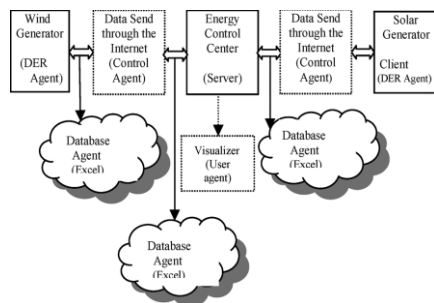 Wind
Generator
(DER
Agent)
Data Send
through the
Internet
(Control
Agent)
Energy
Control
Center
(Server)
Data Send
through the
Internet
(Control
Agent)
Solar
Generator
Client
(DER Agent)
Database
Agent
(Excel)
Visualizer
(User
agent)
Database
Agent
(Excel)
Database
Agent
(Excel)